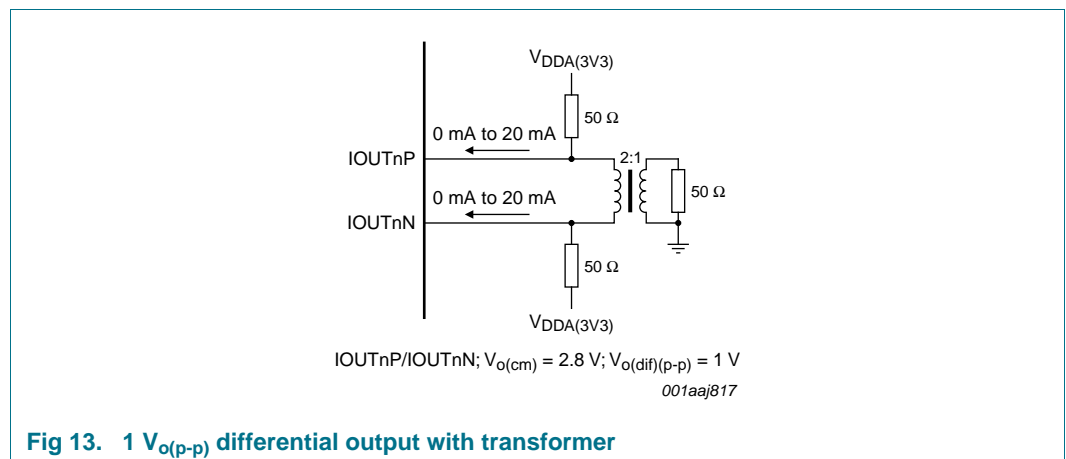 VDDA(3V3)
50 Ω
0 mA to 20 mA
IOUTnP
2:1
0 mA to 20 mA
50 Ω
IOUTnN
50 Ω
VDDA(3V3)
IOUTnP/IOUTnN; Vo(cm) = 2.8 V; Vo(dif)(p-p) = 1 V
001aaj817
Fig 13. 1 Vo(p-p) differential output with transformer